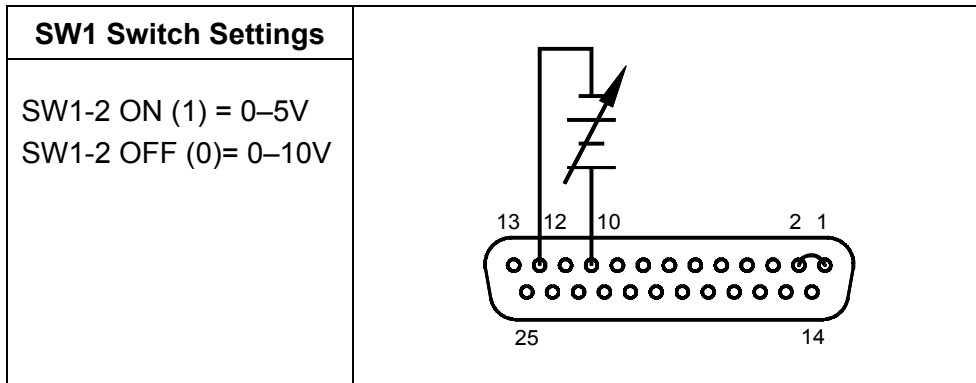 SW1 Switch Settings
SW1-2 ON (1) = 0–5V
SW1-2 OFF (0)= 0–10V
13 12 10 2 1
25 14